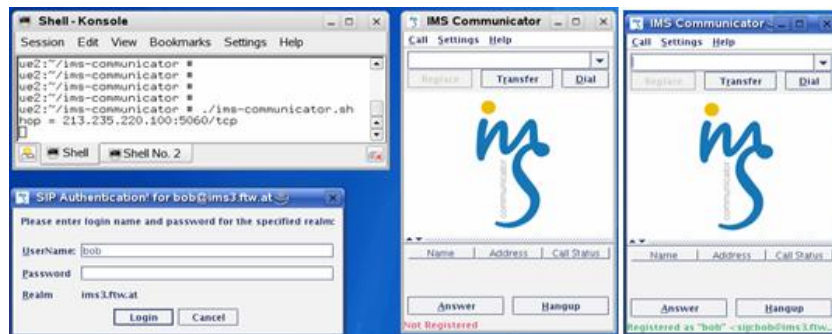 Shell - Konsole
Session Edit View Bookmarks Settings Help
ue2:~/ims-communicator #
ue2:~/ims-communicator #
ue2:~/ims-communicator #
ue2:~/ims-communicator #
ue2:~/ims-communicator # ./ims-communicator.sh
hop = 213.235.220.100:5060/tcp
Shell Shell No. 2
SIP Authentication! for bob@ims3.ftw.at
Please enter login name and password for the specified realm
UserName: bob
Password
Realm ims3.ftw.at
Login Cancel
IMS Communicator
Call Settings Help
Replace Transfer Dial
ims
communicator
Name Address Call Status
Answer Hangup
Not Registered
IMS Communicator
Call Settings Help
Replace Transfer Dial
ims
communicator
Name Address Call Status
Answer Hangup
Registered as "bob" <sip:bob@ims3.ftw...